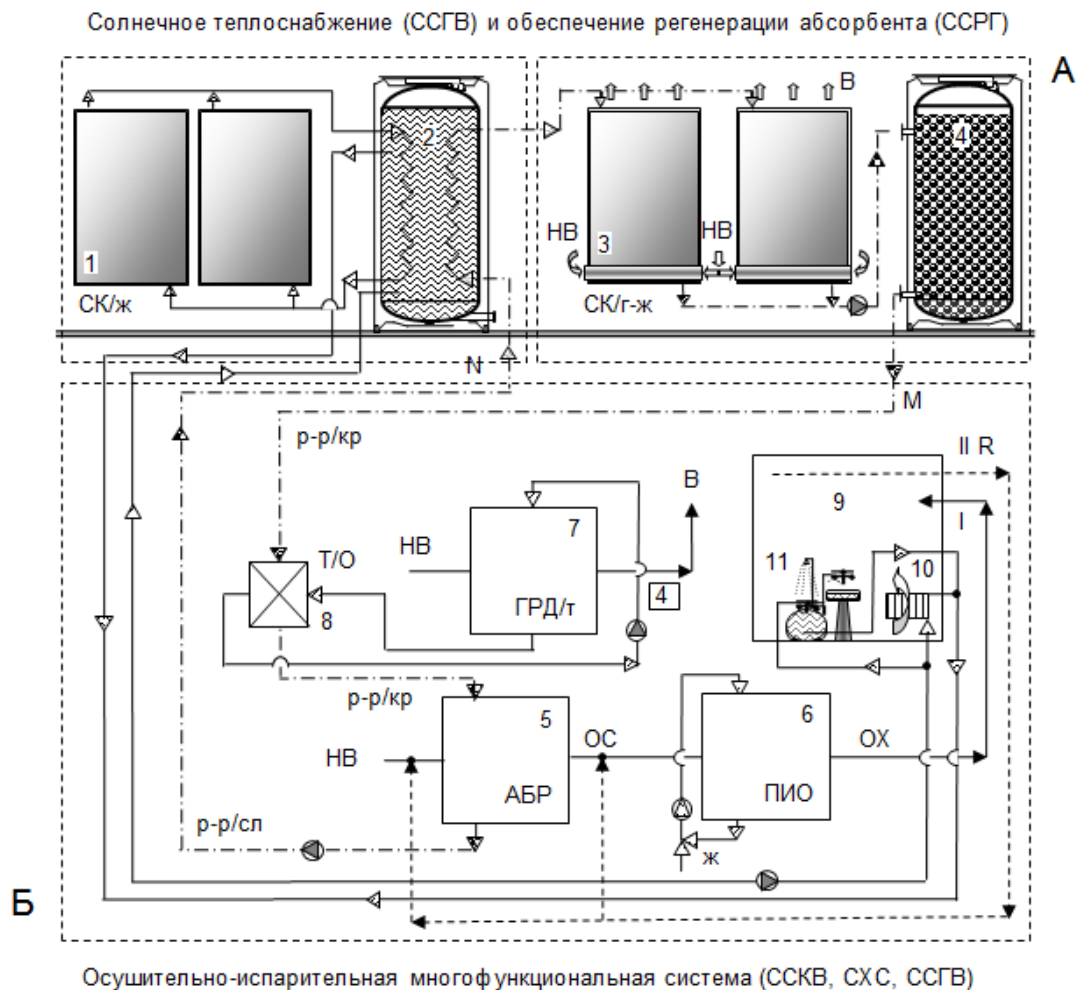 Солнечное теплоснабжение (ССГВ) и обеспечение регенерации абсорбента (ССРГ)
А
В
2
4
НВ
НВ
3
1
СК/ж
СК/г-ж
N
М
р-р/кр
II R
В
9
7
I
НВ
Т/О
11
10
4
ГРД/т
8
р-р/кр
5
6
ОС
ОХ
НВ
АБР
ПИО
р-р/сл
ж
Б
Осушительно-испарительная многофункциональная система (ССКВ, СХС, ССГВ)